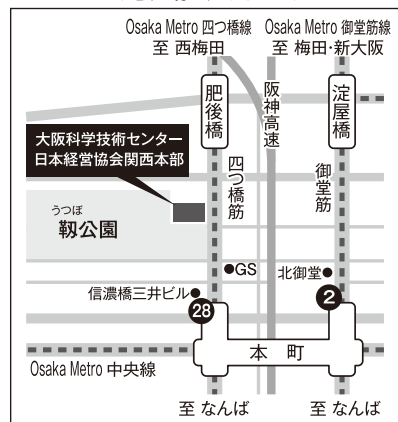 Osaka Metro 四つ橋線
至 西梅田
Osaka Metro 御堂筋線
至 梅田・新大阪
肥後橋
阪神高速
淀屋橋
大阪科学技術センター
日本経営協会関西本部
四つ橋筋
御堂筋
うつぼ
靱公園
GS
北御堂
信濃橋三井ビル
28
2
本町
Osaka Metro 中央線
至 なんば
至 なんば